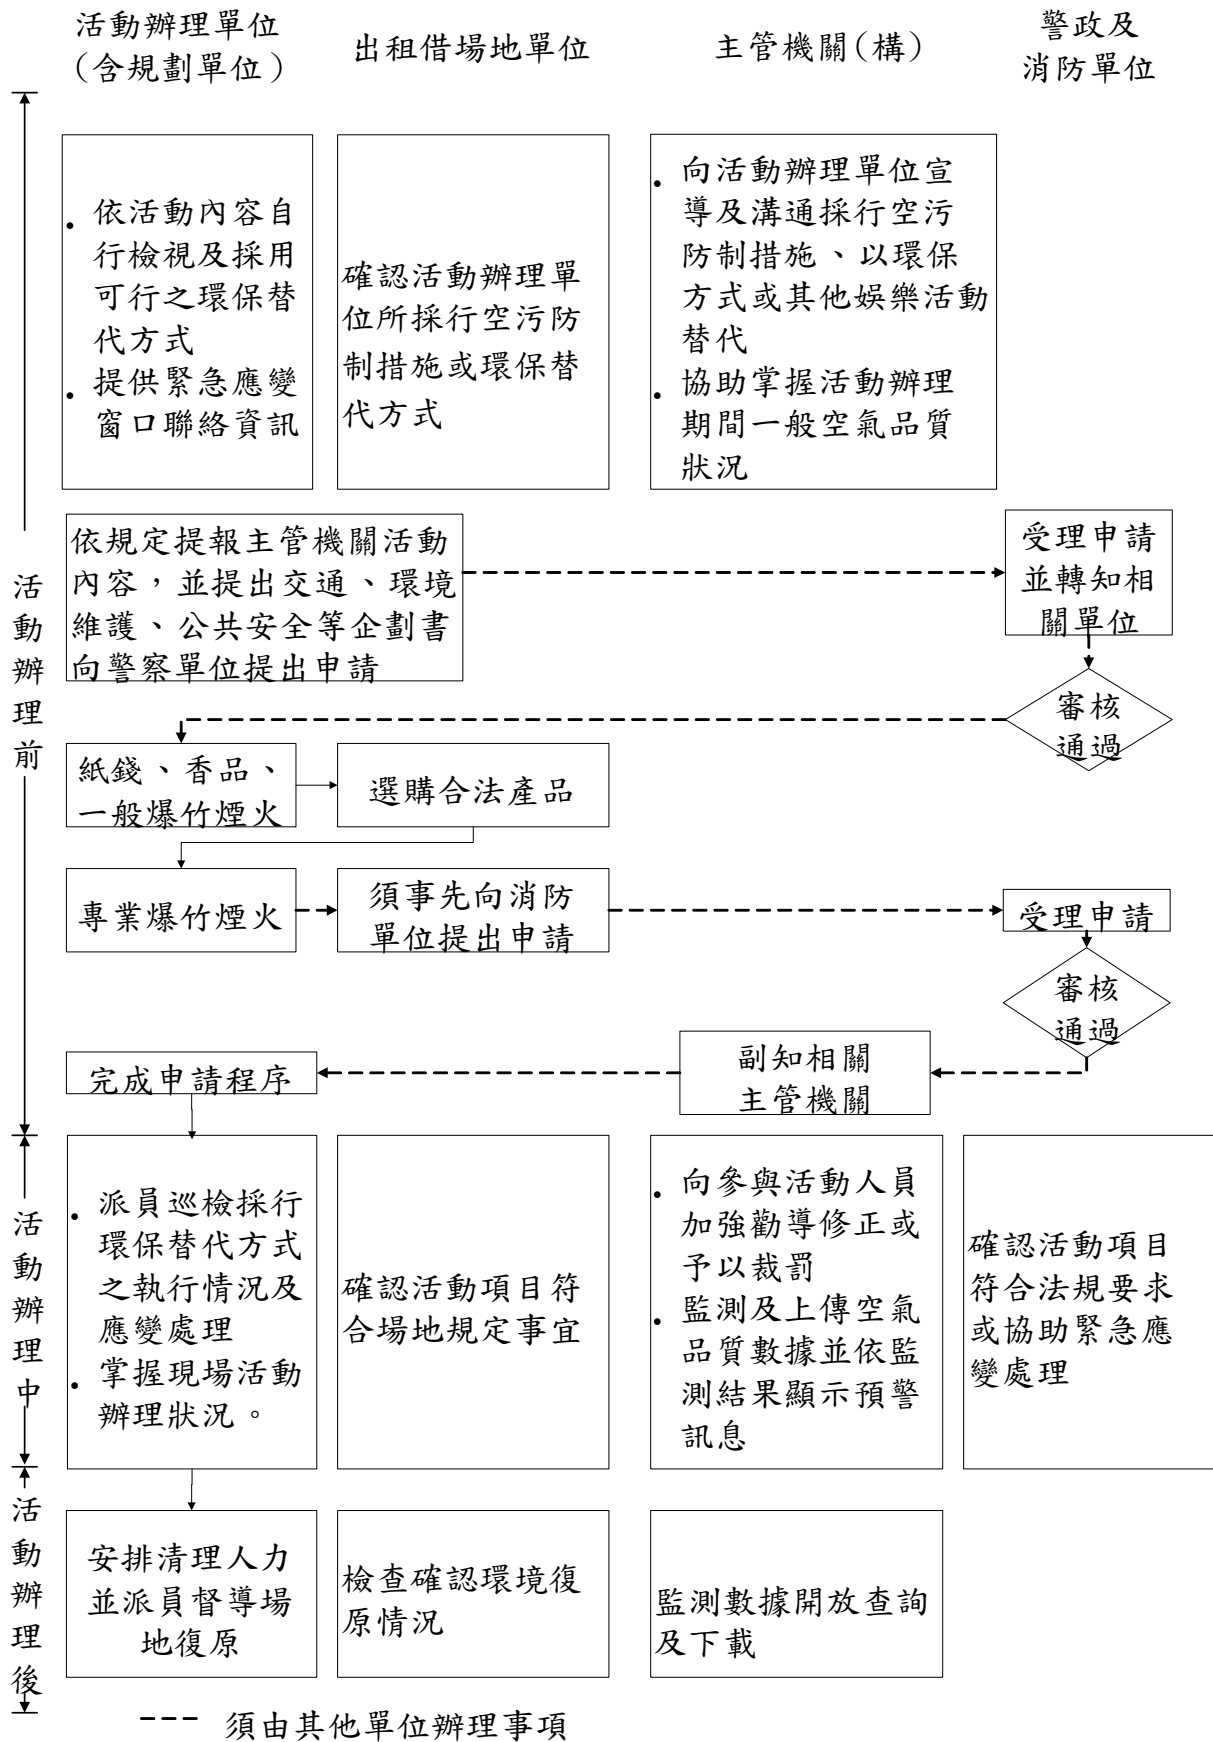 活動辦理單位
（含規劃單位）
出租借場地單位
主管機關（構）
警政及
消防單位
活動辦理前
• 依活動內容自
行檢視及採用
可行之環保替
代方式
• 提供緊急應變
窗口聯絡資訊
確認活動辦理單
位所採行空污防
制措施或環保替
代方式
• 向活動辦理單位宣
導及溝通採行空污
防制措施、以環保
方式或其他娛樂活動
替代
• 協助掌握活動辦理
期間一般空氣品質
狀況
依規定提報主管機關活動
內容，並提出交通、環境
維護、公共安全等企劃書
向警察單位提出申請
受理申請
並轉知相
關單位
審核
通過
紙錢、香品、
一般爆竹煙火
選購合法產品
專業爆竹煙火
須事先向消防
單位提出申請
受理申請
審核
通過
副知相關
主管機關
完成申請程序
活動辦理中
• 派員巡檢採行
環保替代方式
之執行情況及
應變處理
• 掌握現場活動
辦理狀況。
確認活動項目符
合場地規定事宜
• 向參與活動人員
加強勸導修正或
予以裁罰
• 監測及上傳空氣
品質數據並依監
測結果顯示預警
訊息
確認活動項目
符合法規要求
或協助緊急應
變處理
活動辦理後
安排清理人力
並派員督導場
地復原
檢查確認環境復
原情況
監測數據開放查詢
及下載
--- 須由其他單位辦理事項